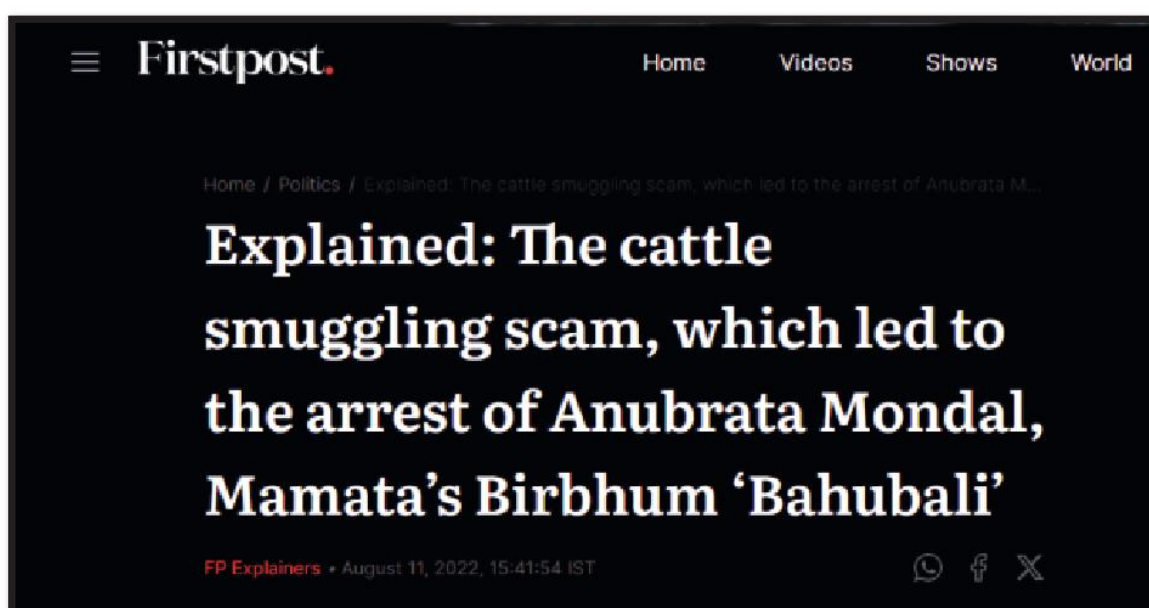 Firstpost.
Home Videos Shows World
Home / Politics / Explained: The cattle smuggling scam, which led to the arrest of Anubrata M...
Explained: The cattle
smuggling scam, which led to
the arrest of Anubrata Mondal,
Mamata’s Birbhum ‘Bahubali’
FP Explainers • August 11, 2022, 15:41:54 IST